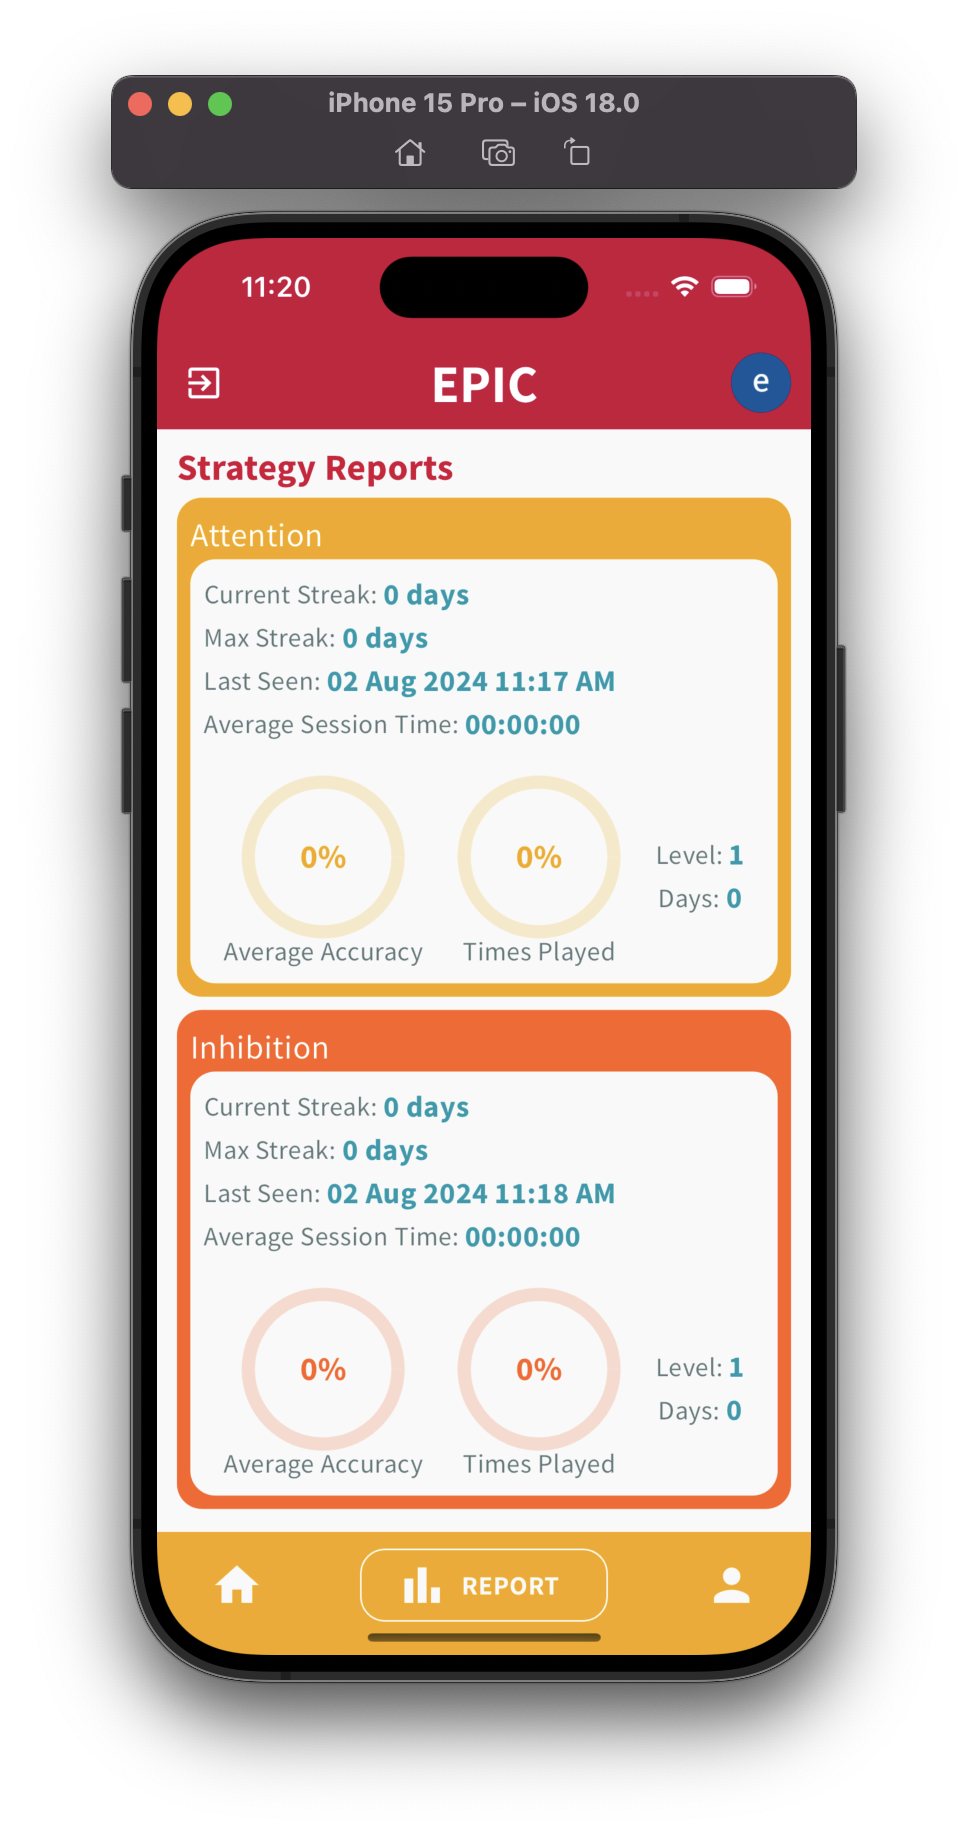 iPhone 15 Pro – iOS 18.0
11:20
EPIC
e
Strategy Reports
Attention
Current Streak: 0 days
Max Streak: 0 days
Last Seen: 02 Aug 2024 11:17 AM
Average Session Time: 00:00:00
0%
0%
Level: 1
Days: 0
Average Accuracy
Times Played
Inhibition
Current Streak: 0 days
Max Streak: 0 days
Last Seen: 02 Aug 2024 11:18 AM
Average Session Time: 00:00:00
0%
0%
Level: 1
Days: 0
Average Accuracy
Times Played
REPORT